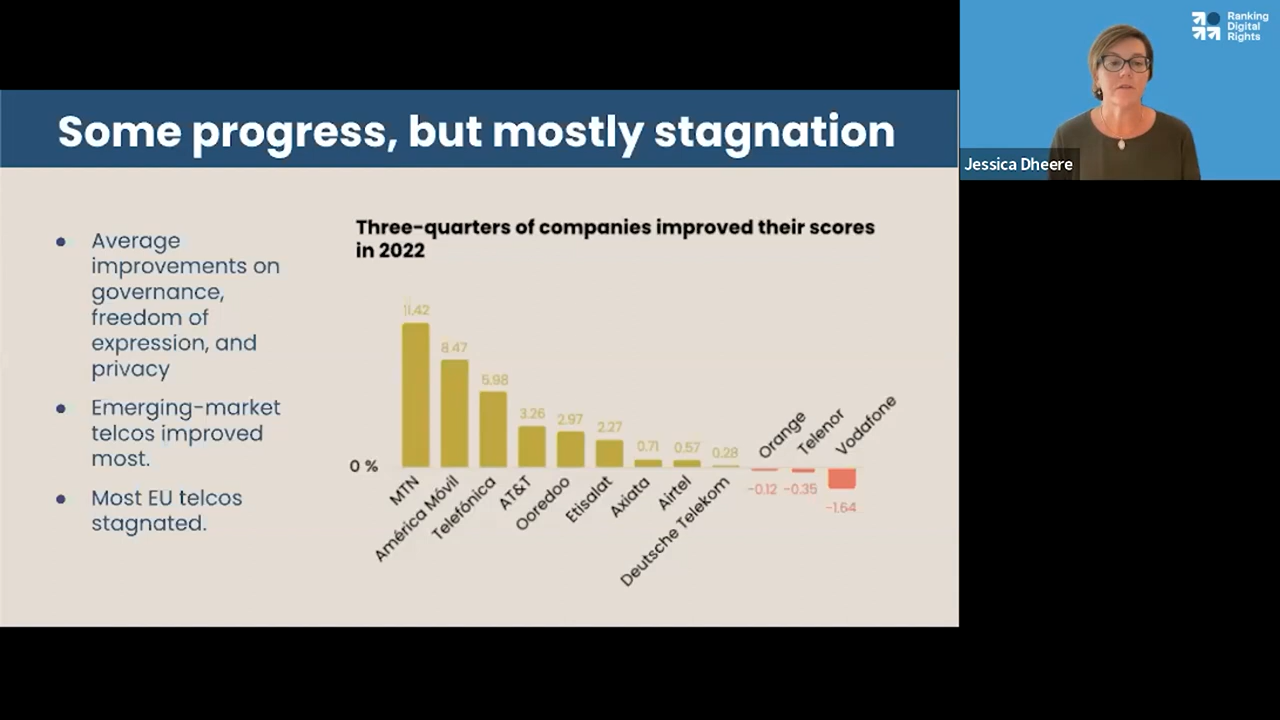 Some progress, but mostly stagnation
Average
improvements on
governance,
freedom of
expression, and
privacy
Emerging-market
telcos improved
most.
Most EU telcos
stagnated.
Three-quarters of companies improved their scores
in 2022
11.42
8.47
5.98
3.26
2.97
2.27
0.71
0.57
0.28
Orange
Telenor
Vodafone
0 %
MTN
América Móvil
Telefónica
AT&T
Ooredoo
Etisalat
Axiata
Airtel
Deutsche Telekom
-0.12
-0.35
-1.64
Ranking
Digital
Rights
Jessica Dheere